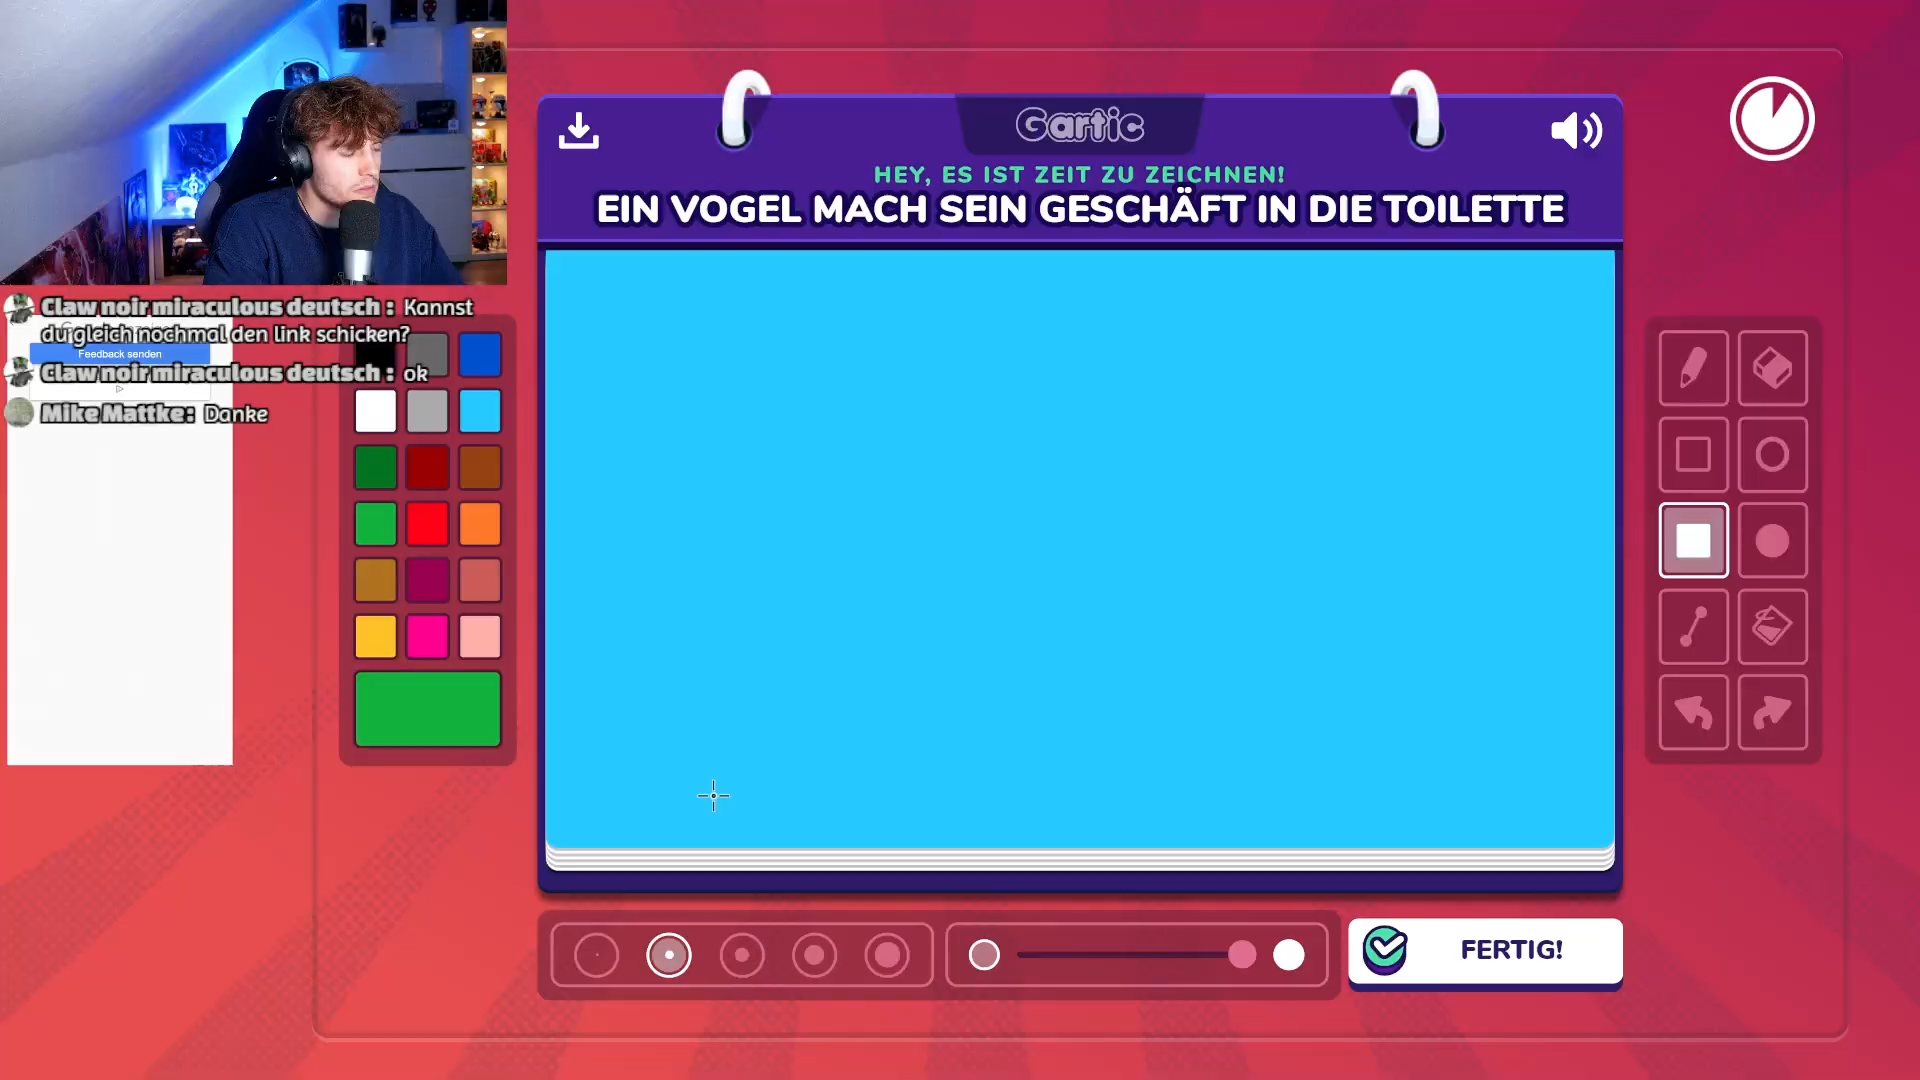 Gartic
HEY, ES IST ZEIT ZU ZEICHNEN!
EIN VOGEL MACH SEIN GESCHÄFT IN DIE TOILETTE
Claw noir miraculous deutsch : Kannst
du gleich nochmal den link schicken?
Feedback senden
Claw noir miraculous deutsch : ok
Mike Mattke: Danke
FERTIG!